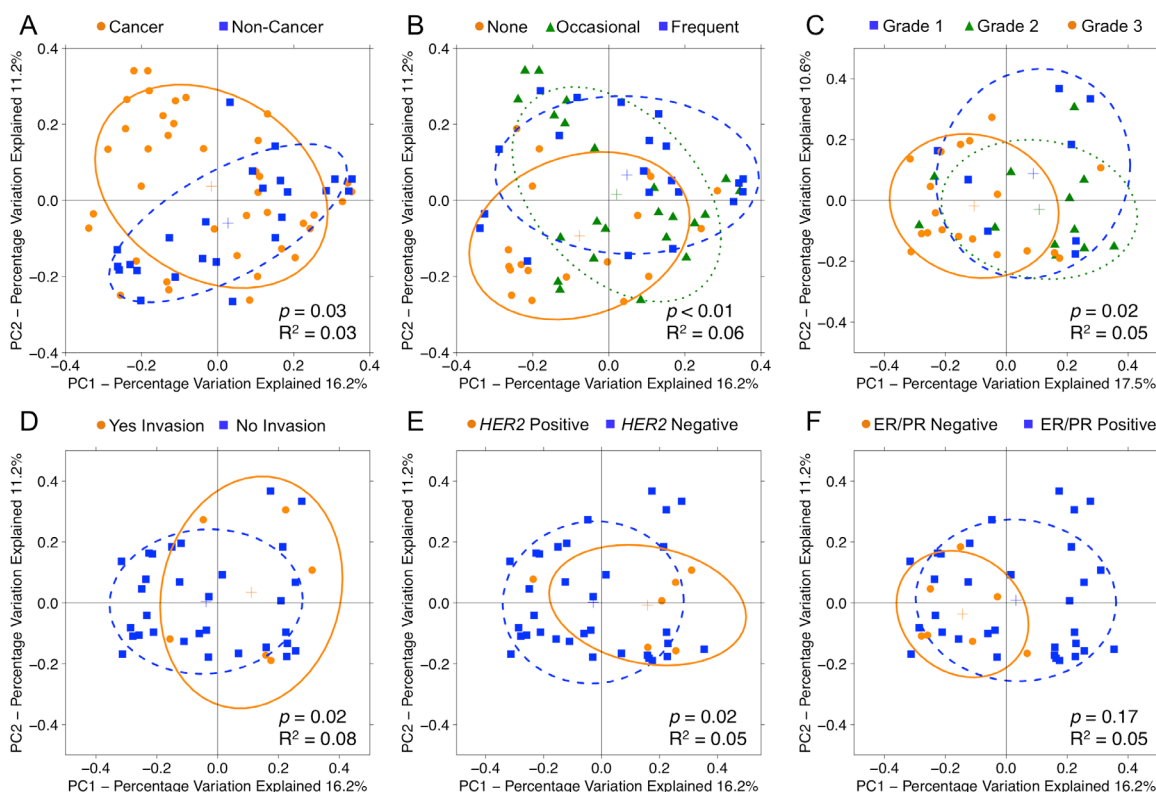 A
Cancer
Non-Cancer
PC2 – Percentage Variation Explained 11.2%
0.4
0.2
0.0
−0.2
−0.4
−0.4
−0.2
0.0
0.2
0.4
p = 0.03
R² = 0.03
PC1 – Percentage Variation Explained 16.2%
B
None
Occasional
Frequent
PC2 – Percentage Variation Explained 11.2%
0.4
0.2
0.0
−0.2
−0.4
−0.4
−0.2
0.0
0.2
0.4
p < 0.01
R² = 0.06
PC1 – Percentage Variation Explained 16.2%
C
Grade 1
Grade 2
Grade 3
PC2 – Percentage Variation Explained 10.6%
0.4
0.2
0.0
−0.2
−0.4
−0.4
−0.2
0.0
0.2
0.4
p = 0.02
R² = 0.05
PC1 – Percentage Variation Explained 17.5%
D
Yes Invasion
No Invasion
PC2 – Percentage Variation Explained 11.2%
0.4
0.2
0.0
−0.2
−0.4
−0.4
−0.2
0.0
0.2
0.4
p = 0.02
R² = 0.08
PC1 – Percentage Variation Explained 16.2%
E
HER2 Positive
HER2 Negative
PC2 – Percentage Variation Explained 11.2%
0.4
0.2
0.0
−0.2
−0.4
−0.4
−0.2
0.0
0.2
0.4
p = 0.02
R² = 0.05
PC1 – Percentage Variation Explained 16.2%
F
ER/PR Negative
ER/PR Positive
PC2 – Percentage Variation Explained 11.2%
0.4
0.2
0.0
−0.2
−0.4
−0.4
−0.2
0.0
0.2
0.4
p = 0.17
R² = 0.05
PC1 – Percentage Variation Explained 16.2%